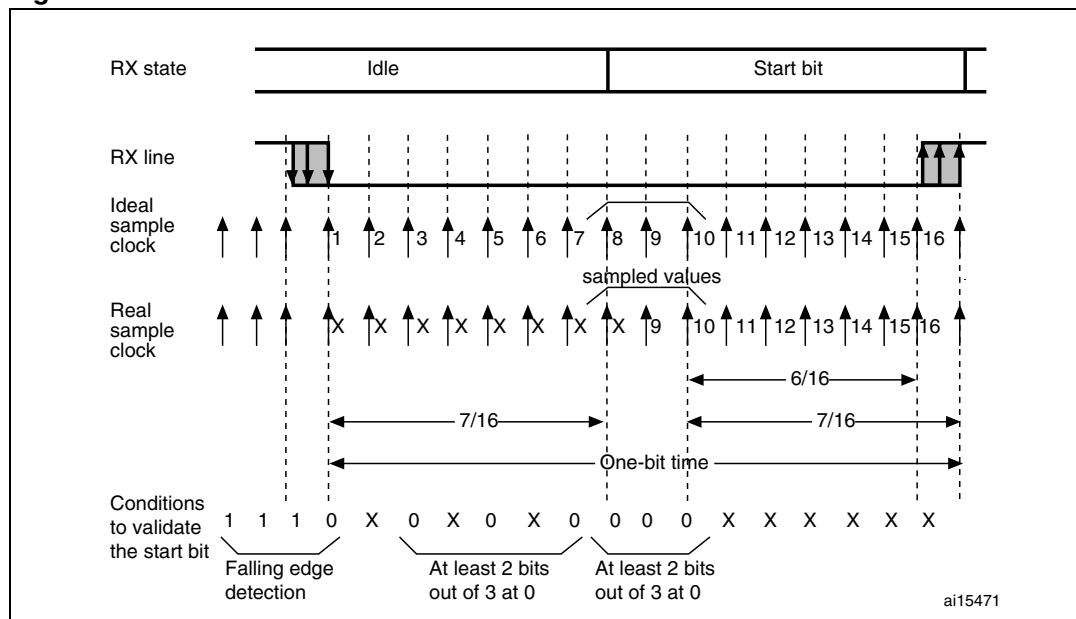 RX state
Idle
Start bit
RX line
Ideal
sample
clock
1 2 3 4 5 6 7 8 9 10 11 12 13 14 15 16
sampled values
Real
sample
clock
X X X X X X X X 9 10 11 12 13 14 15 16
6/16
7/16
7/16
One-bit time
Conditions
to validate
the start bit
1 1 1 0 X 0 X 0 X 0 0 0 0 X X X X X X
Falling edge
detection
At least 2 bits
out of 3 at 0
At least 2 bits
out of 3 at 0
ai15471